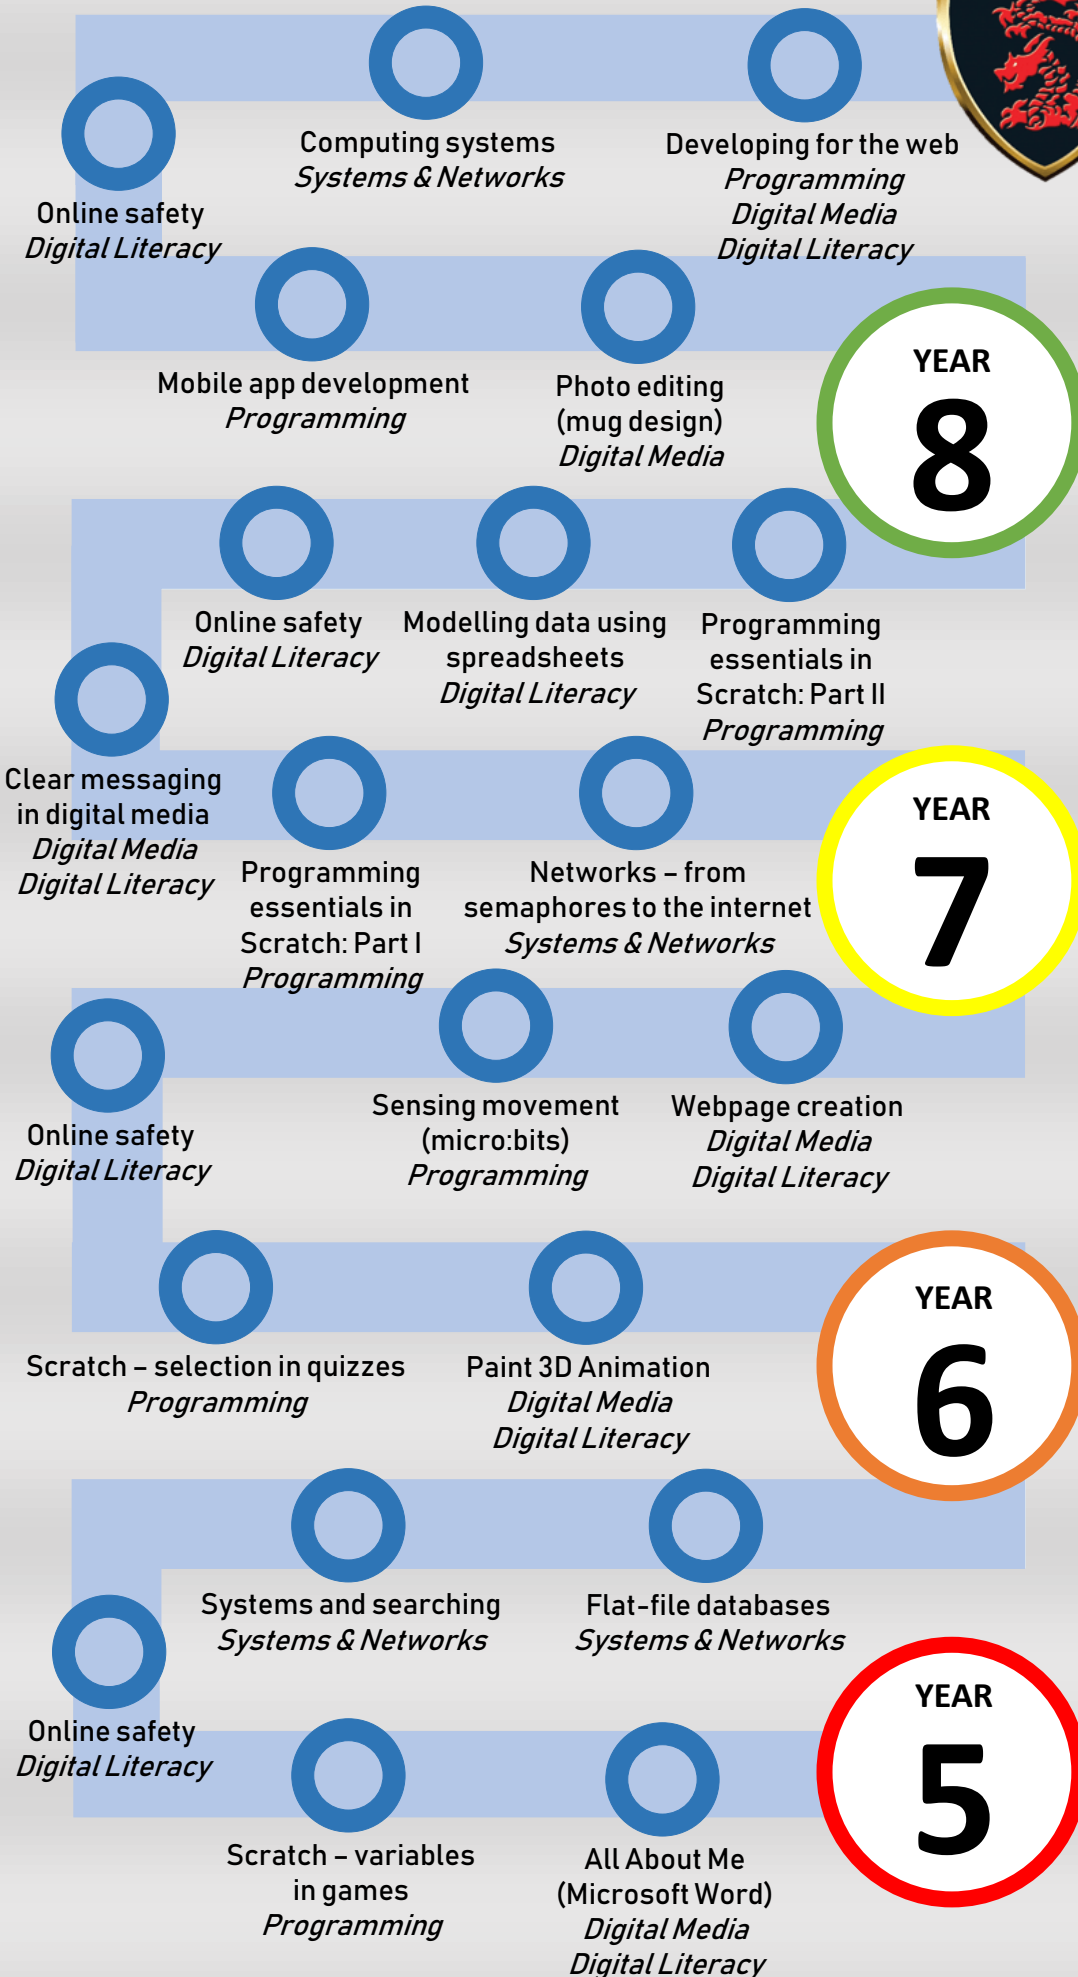 Computing systems
Systems & Networks
Developing for the web
Programming
Digital Media
Digital Literacy
Online safety
Digital Literacy
Mobile app development
Programming
Photo editing
(mug design)
Digital Media
YEAR
8
Online safety
Digital Literacy
Modelling data using
spreadsheets
Digital Literacy
Programming
essentials in
Scratch: Part II
Programming
Clear messaging
in digital media
Digital Media
Digital Literacy
Programming
essentials in
Scratch: Part I
Programming
Networks – from
semaphores to the internet
Systems & Networks
YEAR
7
Online safety
Digital Literacy
Sensing movement
(micro:bits)
Programming
Webpage creation
Digital Media
Digital Literacy
Scratch – selection in quizzes
Programming
Paint 3D Animation
Digital Media
Digital Literacy
YEAR
6
Systems and searching
Systems & Networks
Flat-file databases
Systems & Networks
Online safety
Digital Literacy
Scratch – variables
in games
Programming
All About Me
(Microsoft Word)
Digital Media
Digital Literacy
YEAR
5